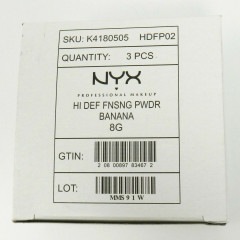 SKU: K4180505 HDFP02
QUANTITY: 3 PCS
NYX
PROFESSIONAL MAKEUP
HI DEF FNSNG PWDR
BANANA
8G
GTIN:
2 08 00897 83467 2
LOT:
MMS 9 1 W